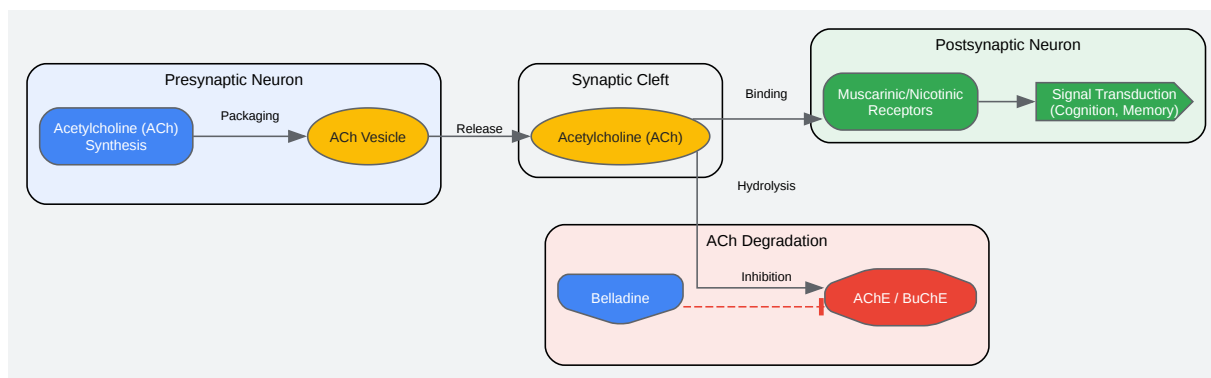 Presynaptic Neuron
Acetylcholine (ACh)
Synthesis
Packaging
ACh Vesicle
Release
Synaptic Cleft
Acetylcholine (ACh)
Binding
Postsynaptic Neuron
Muscarinic/Nicotinic
Receptors
Signal Transduction
(Cognition, Memory)
Hydrolysis
ACh Degradation
Belladine
Inhibition
AChE / BuChE